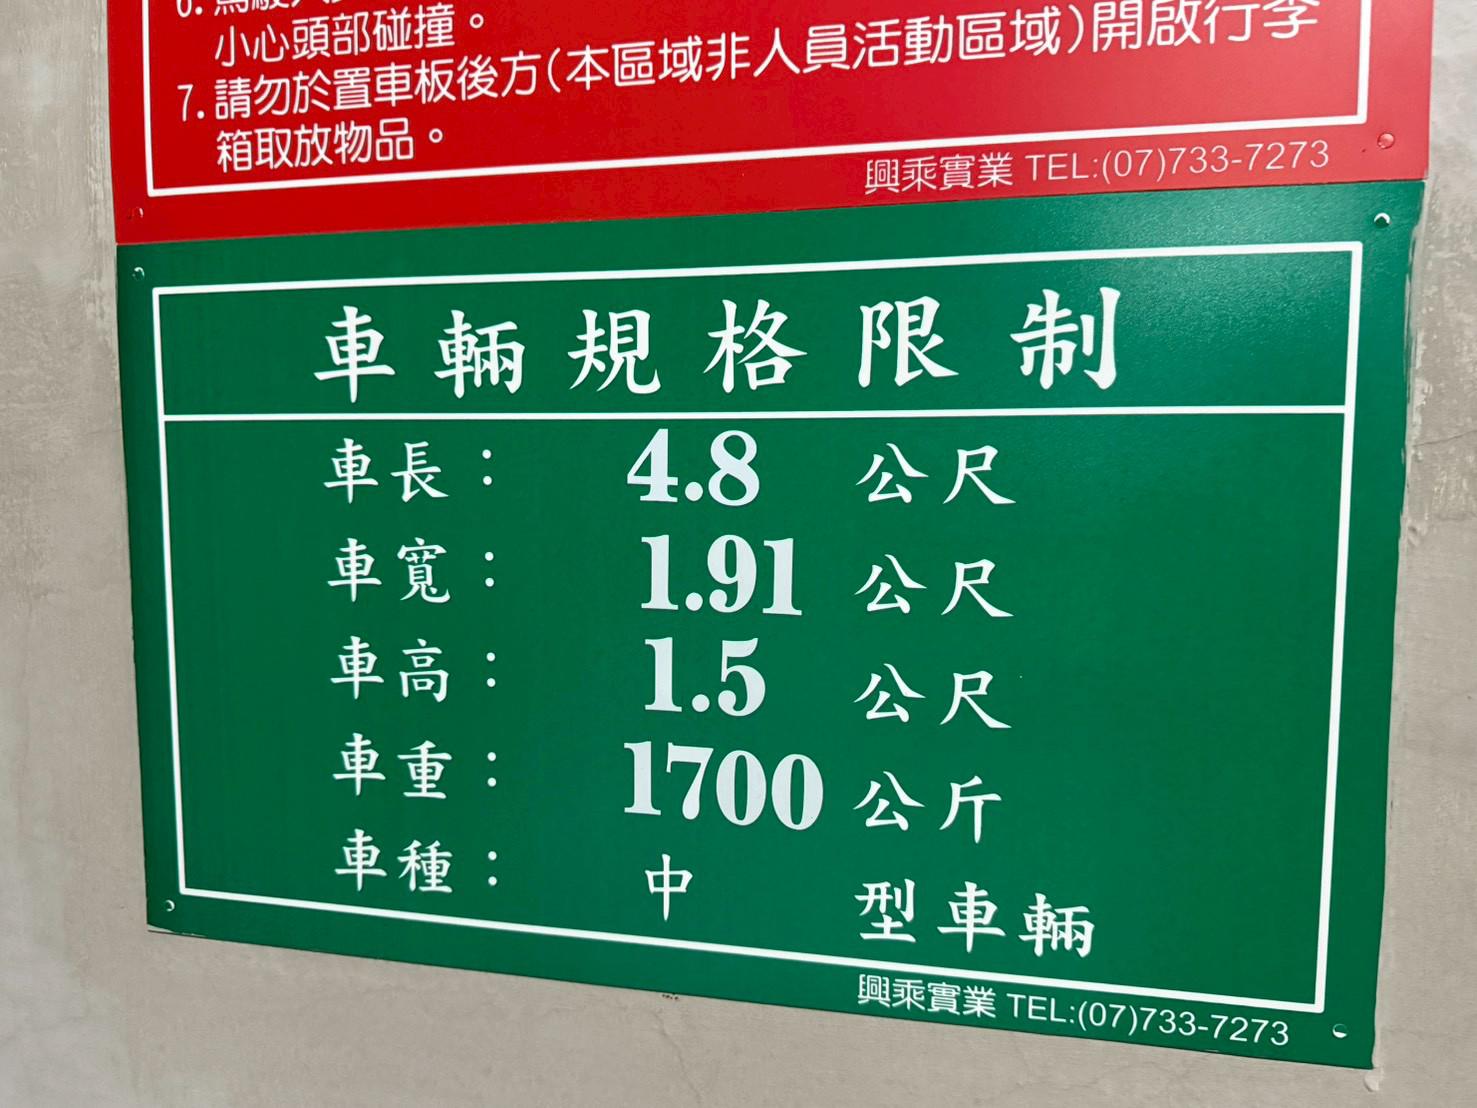 6. 駕駛人
小心頭部碰撞。
7. 請勿於置車板後方(本區域非人員活動區域)開啟行李
箱取放物品。
興乘實業 TEL:(07)733-7273
車輛規格限制
車長： 4.8 公尺
車寬： 1.91 公尺
車高： 1.5 公尺
車重： 1700 公斤
車種： 中 型車輛
興乘實業 TEL:(07)733-7273